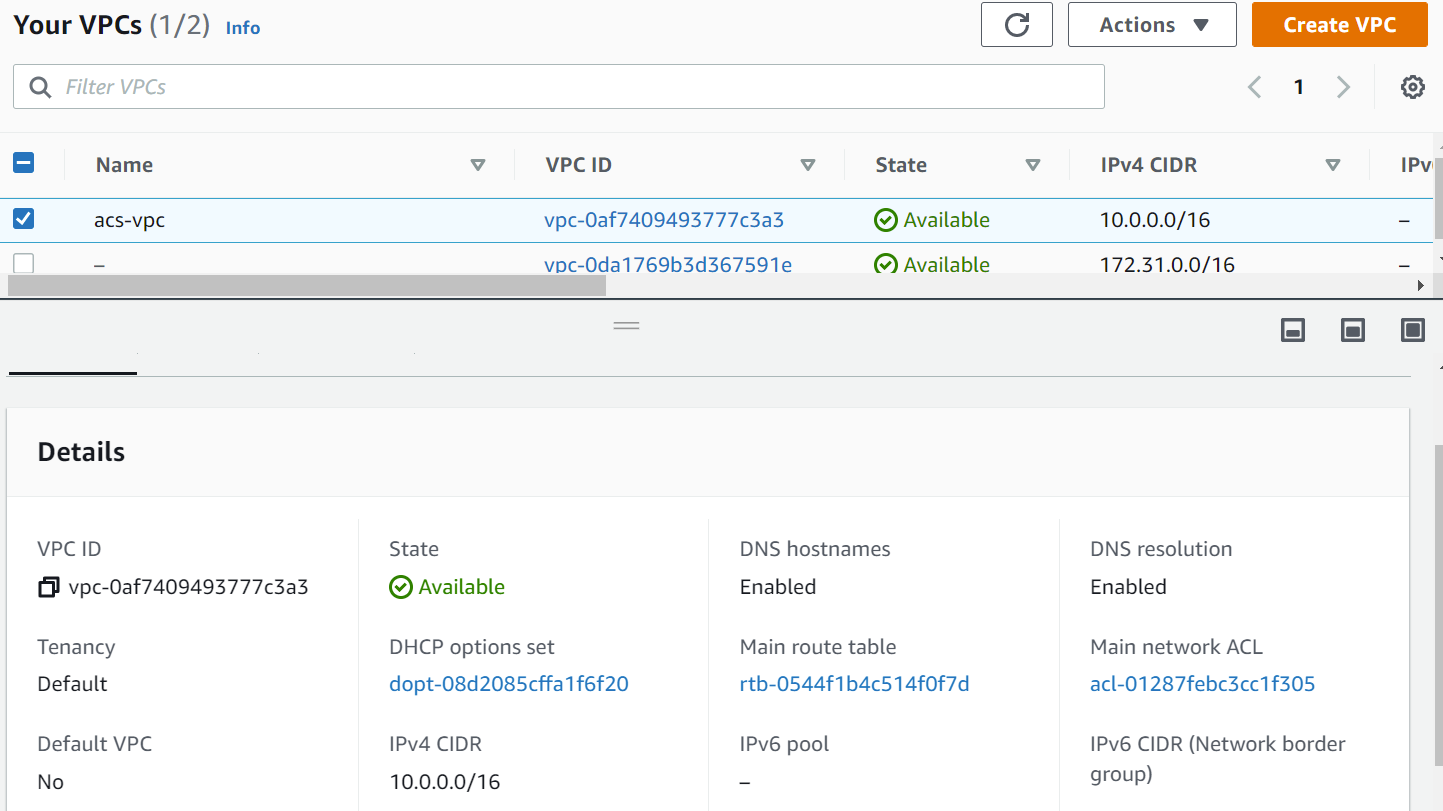 Your VPCs (1/2) Info
Actions
Create VPC
Filter VPCs
1
Name VPC ID State IPv4 CIDR IPv
acs-vpc vpc-0af7409493777c3a3 Available 10.0.0.0/16 –
– vpc-0da1769b3d367591e Available 172.31.0.0/16 –
Details
VPC ID State DNS hostnames DNS resolution
vpc-0af7409493777c3a3 Available Enabled Enabled
Tenancy DHCP options set Main route table Main network ACL
Default dopt-08d2085cffa1f6f20 rtb-0544f1b4c514f0f7d acl-01287febc3cc1f305
Default VPC IPv4 CIDR IPv6 pool IPv6 CIDR (Network border
group)
No 10.0.0.0/16 –